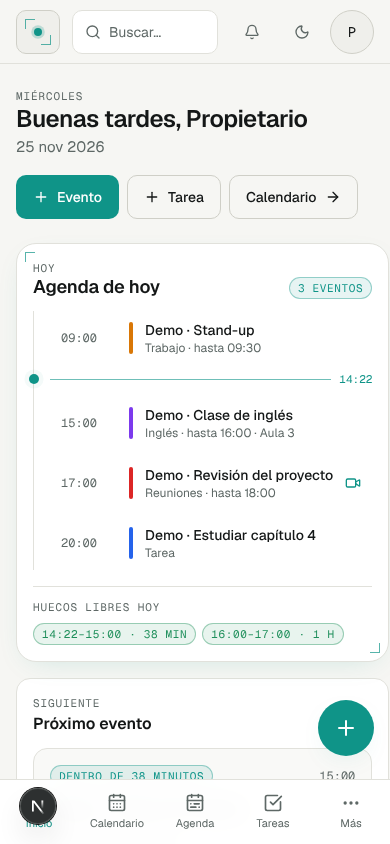 Buscar...
P
MIÉRCOLES
Buenas tardes, Propietario
25 nov 2026
Evento
Tarea
Calendario
HOY
Agenda de hoy
3 EVENTOS
09:00
Demo · Stand-up
Trabajo · hasta 09:30
14:22
15:00
Demo · Clase de inglés
Inglés · hasta 16:00 · Aula 3
17:00
Demo · Revisión del proyecto
Reuniones · hasta 18:00
20:00
Demo · Estudiar capítulo 4
Tarea
HUECOS LIBRES HOY
14:22–15:00 · 38 MIN
16:00–17:00 · 1 H
SIGUIENTE
Próximo evento
DENTRO DE 38 MINUTOS
15:00
N
Inicio
Calendario
Agenda
Tareas
Más